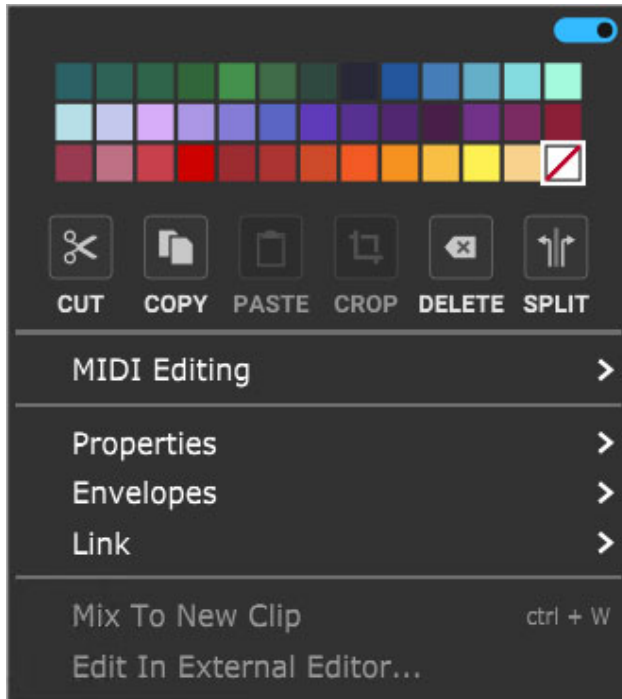 CUT COPY PASTE CROP DELETE SPLIT
MIDI Editing
Properties
Envelopes
Link
Mix To New Clip ctrl + W
Edit In External Editor...